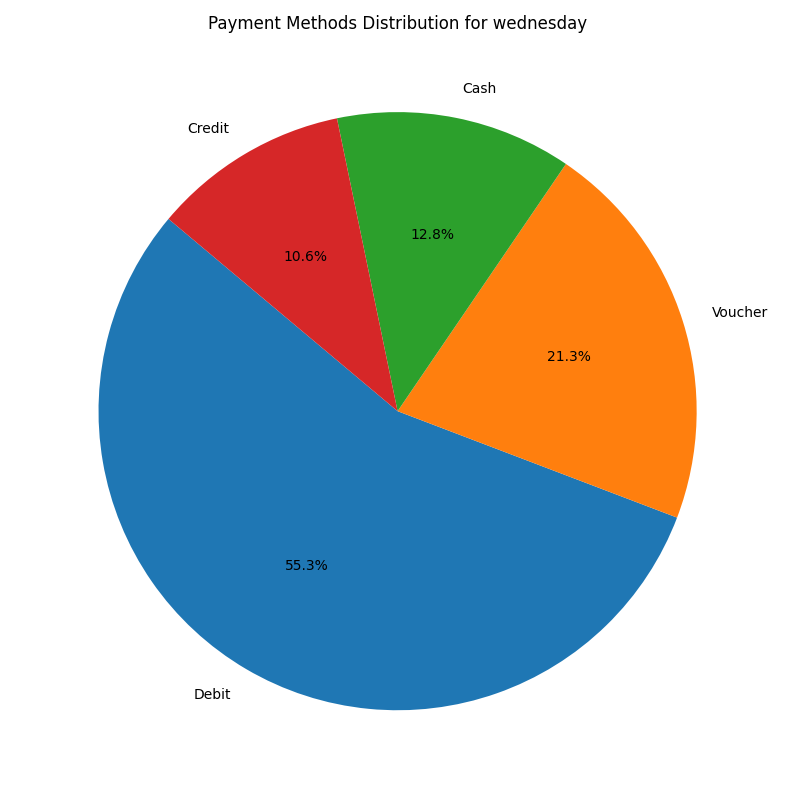 Payment Methods Distribution for wednesday
Cash
Credit
12.8%
10.6%
Voucher
21.3%
55.3%
Debit